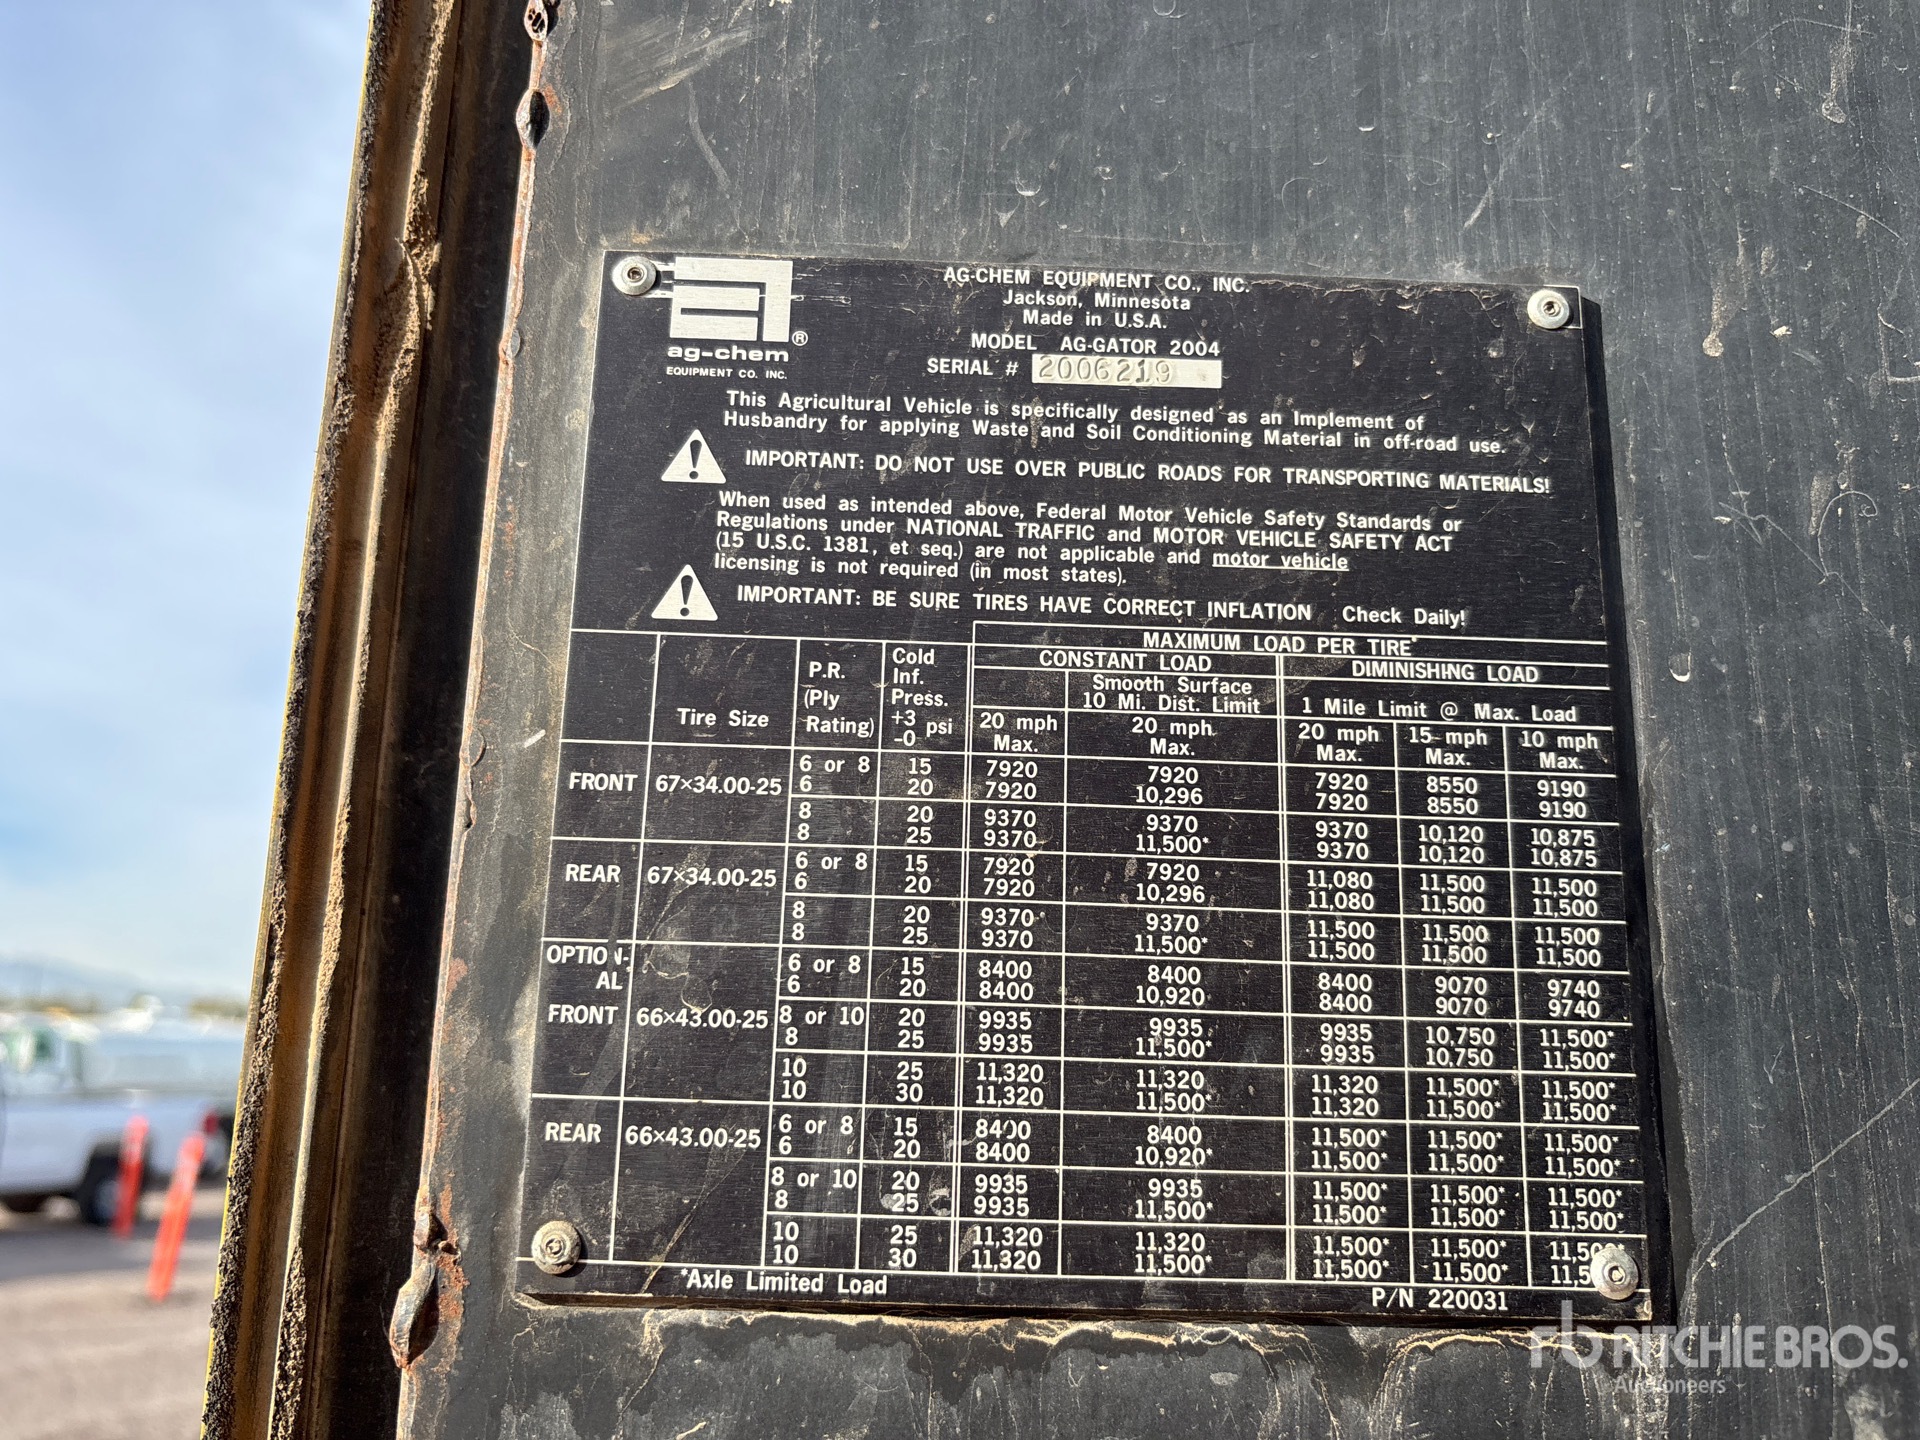 ag-chem ®
EQUIPMENT CO. INC.
AG-CHEM EQUIPMENT CO., INC.
Jackson, Minnesota
Made in U.S.A.
MODEL AG-GATOR 2004
SERIAL # 2006219
This Agricultural Vehicle is specifically designed as an Implement of
Husbandry for applying Waste and Soil Conditioning Material in off-road use.
IMPORTANT: DO NOT USE OVER PUBLIC ROADS FOR TRANSPORTING MATERIALS!
When used as intended above, Federal Motor Vehicle Safety Standards or
Regulations under NATIONAL TRAFFIC and MOTOR VEHICLE SAFETY ACT
(15 U.S.C. 1381, et seq.) are not applicable and motor vehicle
licensing is not required (in most states).
IMPORTANT: BE SURE TIRES HAVE CORRECT INFLATION Check Daily!
MAXIMUM LOAD PER TIRE*
CONSTANT LOAD DIMINISHING LOAD
Tire Size
P.R.
(Ply
Rating)
Cold
Inf.
Press.
+3
-0 psi
20 mph
Max.
Smooth Surface
10 Mi. Dist. Limit
20 mph
Max.
1 Mile Limit @ Max. Load
20 mph
Max.
15 mph
Max.
10 mph
Max.
FRONT 67×34.00-25
6 or 8 15 7920 7920 7920 8550 9190
6 20 7920 10,296 7920 8550 9190
8 20 9370 9370 9370 10,120 10,875
8 25 9370 11,500* 9370 10,120 10,875
REAR 67×34.00-25
6 or 8 15 7920 7920 11,080 11,500 11,500
6 20 7920 10,296 11,080 11,500 11,500
8 20 9370 9370 11,500 11,500 11,500
8 25 9370 11,500* 11,500 11,500 11,500
OPTION-
AL
FRONT 66×43.00-25
6 or 8 15 8400 8400 8400 9070 9740
6 20 8400 10,920 8400 9070 9740
8 or 10 20 9935 9935 9935 10,750 11,500*
8 25 9935 11,500* 9935 10,750 11,500*
10 25 11,320 11,320 11,320 11,500* 11,500*
10 30 11,320 11,500* 11,320 11,500* 11,500*
REAR 66×43.00-25
6 or 8 15 8400 8400 11,500* 11,500* 11,500*
6 20 8400 10,920* 11,500* 11,500* 11,500*
8 or 10 20 9935 9935 11,500* 11,500* 11,500*
8 25 9935 11,500* 11,500* 11,500* 11,500*
10 25 11,320 11,320 11,500* 11,500*
10 30 11,320 11,500* 11,500* 11,500*
*Axle Limited Load
P/N 220031
rb RITCHIE BROS.
Auctioneers